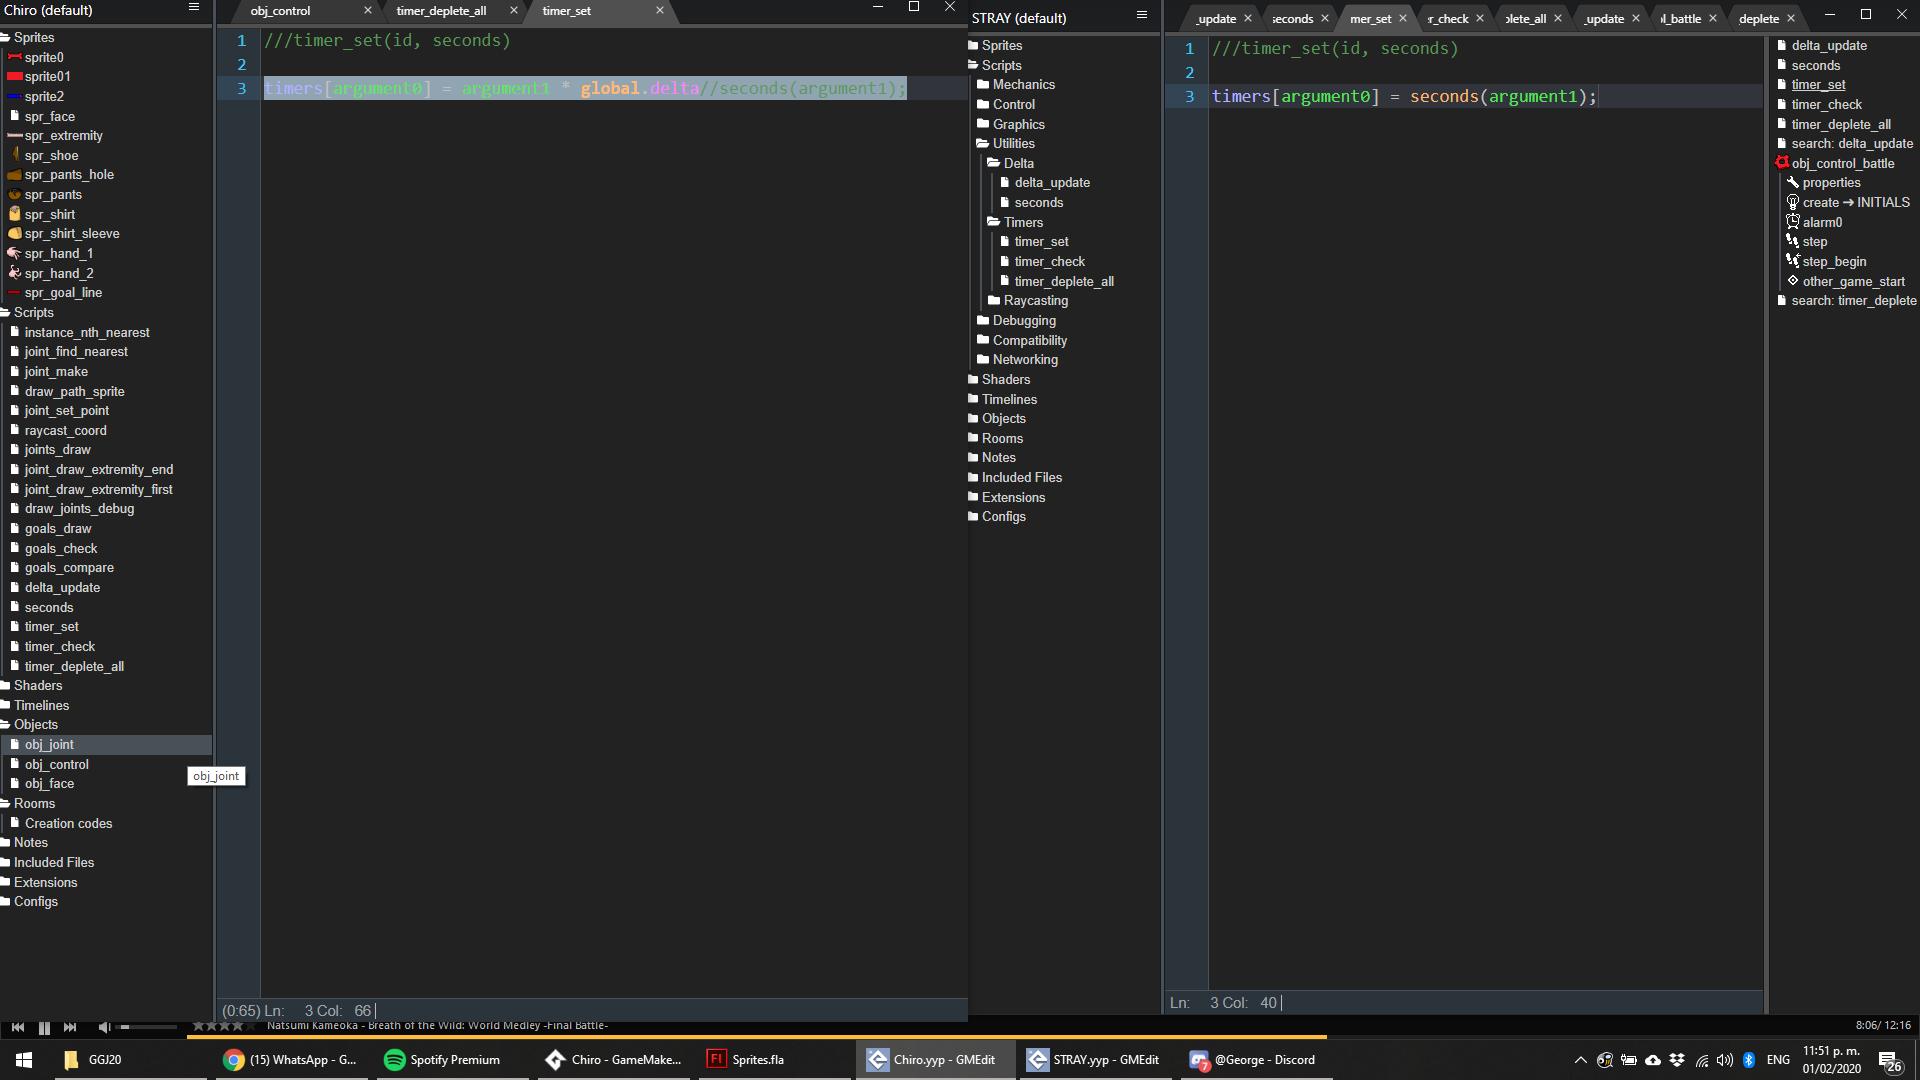 Chiro (default)
Sprites
sprite0
sprite01
sprite2
spr_face
spr_extremity
spr_shoe
spr_pants_hole
spr_pants
spr_shirt
spr_shirt_sleeve
spr_hand_1
spr_hand_2
spr_goal_line
Scripts
instance_nth_nearest
joint_find_nearest
joint_make
draw_path_sprite
joint_set_point
raycast_coord
joints_draw
joint_draw_extremity_end
joint_draw_extremity_first
draw_joints_debug
goals_draw
goals_check
goals_compare
delta_update
seconds
timer_set
timer_check
timer_deplete_all
Shaders
Timelines
Objects
obj_joint
obj_control
obj_face
obj_joint
Rooms
Creation codes
Notes
Included Files
Extensions
Configs
obj_control timer_deplete_all timer_set
1 ///timer_set(id, seconds)
2
3 timers[argument0] = argument1 * global.delta//seconds(argument1);
(0:65) Ln: 3 Col: 66
STRAY (default)
Sprites
Scripts
Mechanics
Control
Graphics
Utilities
Delta
delta_update
seconds
Timers
timer_set
timer_check
timer_deplete_all
Raycasting
Debugging
Compatibility
Networking
Shaders
Timelines
Objects
Rooms
Notes
Included Files
Extensions
Configs
_update seconds mer_set r_check plete_all _update l_battle deplete
1 ///timer_set(id, seconds)
2
3 timers[argument0] = seconds(argument1);
Ln: 3 Col: 40
delta_update
seconds
timer_set
timer_check
timer_deplete_all
search: delta_update
obj_control_battle
properties
create → INITIALS
alarm0
step
step_begin
other_game_start
search: timer_deplete
Natsumi Kameoka - Breath of the Wild: World Medley -Final Battle-
8:06/ 12:16
GGJ20
(15) WhatsApp - G...
Spotify Premium
Chiro - GameMake...
Sprites.fla
Chiro.yyp - GMEdit
STRAY.yyp - GMEdit
7
@George - Discord
ENG
11:51 p. m.
01/02/2020
26